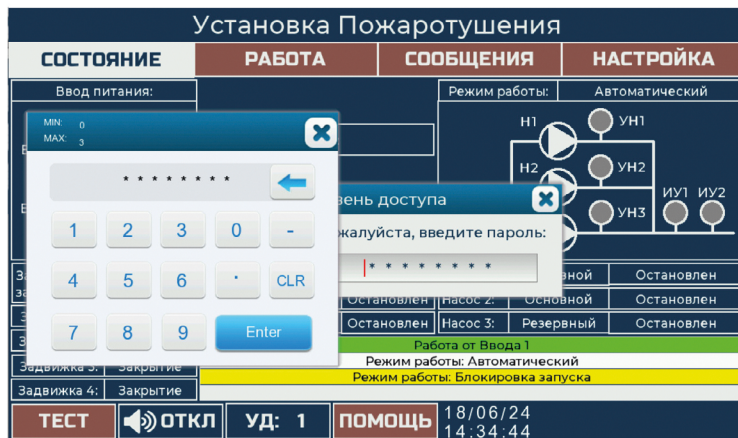 Установка Пожаротушения
СОСТОЯНИЕ РАБОТА СООБЩЕНИЯ НАСТРОЙКА
Ввод питания: Режим работы: Автоматический
MIN: 0
MAX: 3
* * * * * * * *
1 2 3 0 -
4 5 6 . CLR
7 8 9 Enter
доступа
введите пароль:
* * * * * * * *
Н1 УН1
Н2 УН2
УН3 ИУ1 ИУ2
Остановлен
Остановлен Насос 2: Основной Остановлен
Остановлен Насос 3: Резервный Остановлен
Работа от Ввода 1
Задвижка 3: Закрытие Режим работы: Автоматический
Режим работы: Блокировка запуска
Задвижка 4: Закрытие
ТЕСТ ОТКЛ УД: 1 ПОМОЩЬ 18/06/24
14:34:44